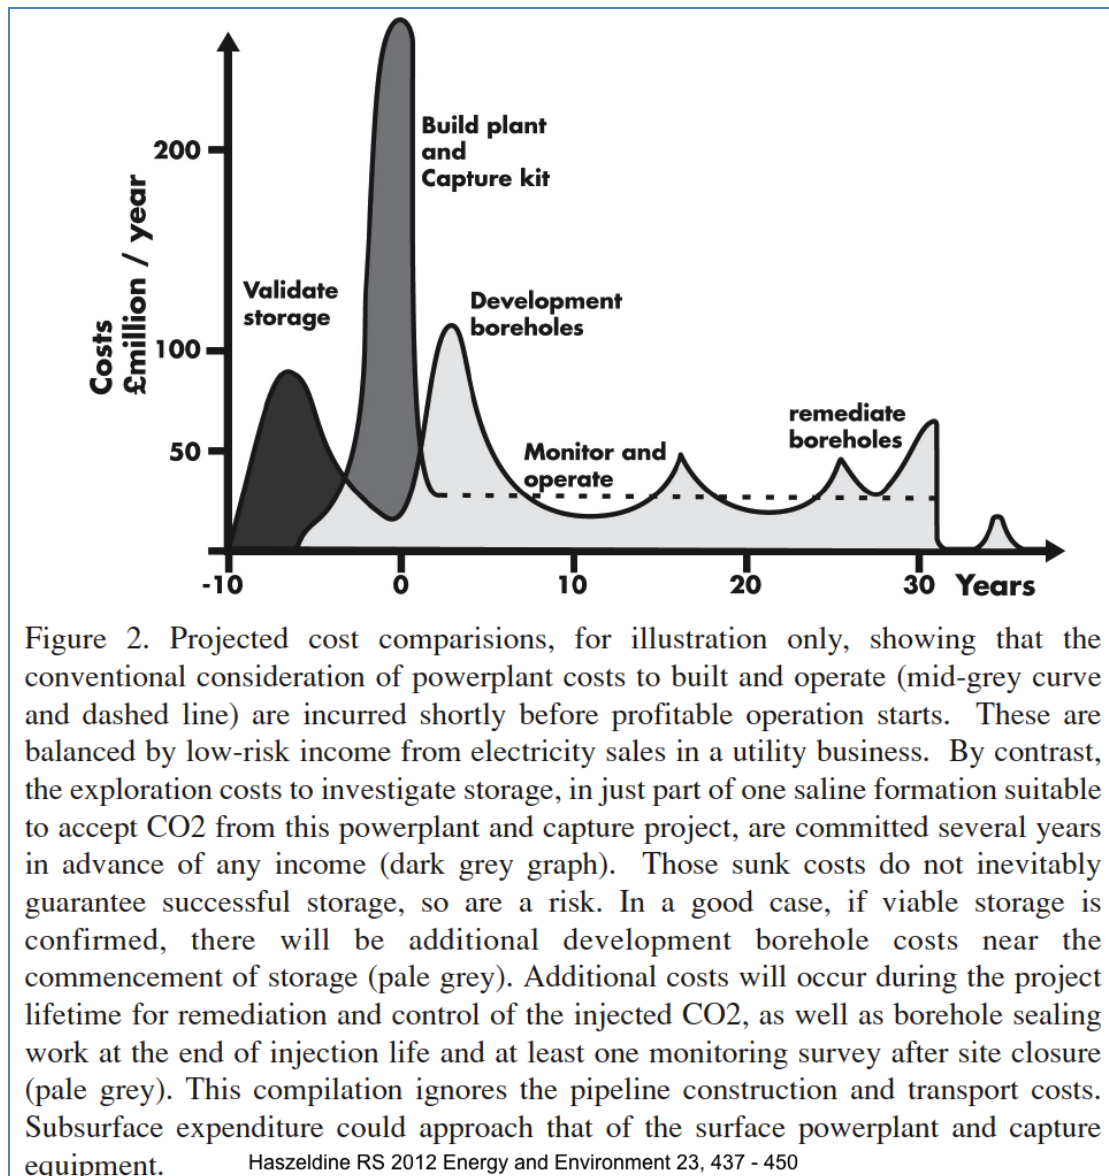 200
Build plant
and
Capture kit
Costs
£million / year
Validate
storage
Development
boreholes
100
remediate
boreholes
50
Monitor and
operate
-10
0
10
20
30
Years
Figure 2. Projected cost comparisions, for illustration only, showing that the
conventional consideration of powerplant costs to built and operate (mid-grey curve
and dashed line) are incurred shortly before profitable operation starts. These are
balanced by low-risk income from electricity sales in a utility business. By contrast,
the exploration costs to investigate storage, in just part of one saline formation suitable
to accept CO2 from this powerplant and capture project, are committed several years
in advance of any income (dark grey graph). Those sunk costs do not inevitably
guarantee successful storage, so are a risk. In a good case, if viable storage is
confirmed, there will be additional development borehole costs near the
commencement of storage (pale grey). Additional costs will occur during the project
lifetime for remediation and control of the injected CO2, as well as borehole sealing
work at the end of injection life and at least one monitoring survey after site closure
(pale grey). This compilation ignores the pipeline construction and transport costs.
Subsurface expenditure could approach that of the surface powerplant and capture
equipment.
Haszeldine RS 2012 Energy and Environment 23, 437 - 450